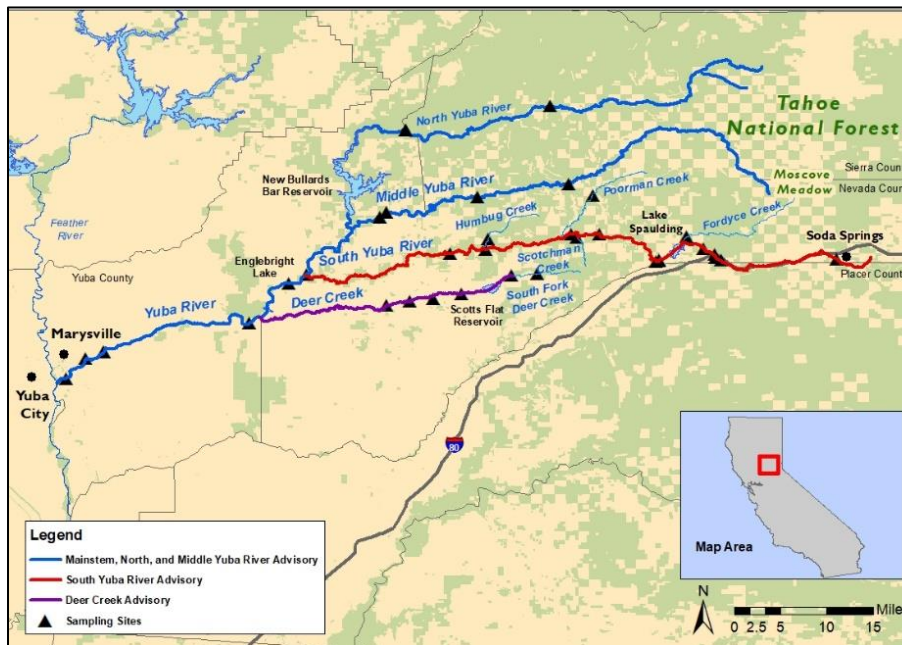 North Yuba River
Tahoe
National Forest
New Bullards
Bar Reservoir
Middle Yuba River
Poorman Creek
Moscove
Meadow
Sierra Coun
Nevada Coun
Feather
River
Humbug Creek
Lake
Spaulding
Fordyce Creek
Soda Springs
Yuba County
Englebright
Lake
South Yuba River
Scotchman
Creek
Placer County
Yuba River
Deer Creek
South Fork
Deer Creek
Scotts Flat
Reservoir
Marysville
Yuba
City
80
Legend
Mainstem, North, and Middle Yuba River Advisory
South Yuba River Advisory
Deer Creek Advisory
Sampling Sites
Map Area
N
Mile
0 2.5 5 10 15